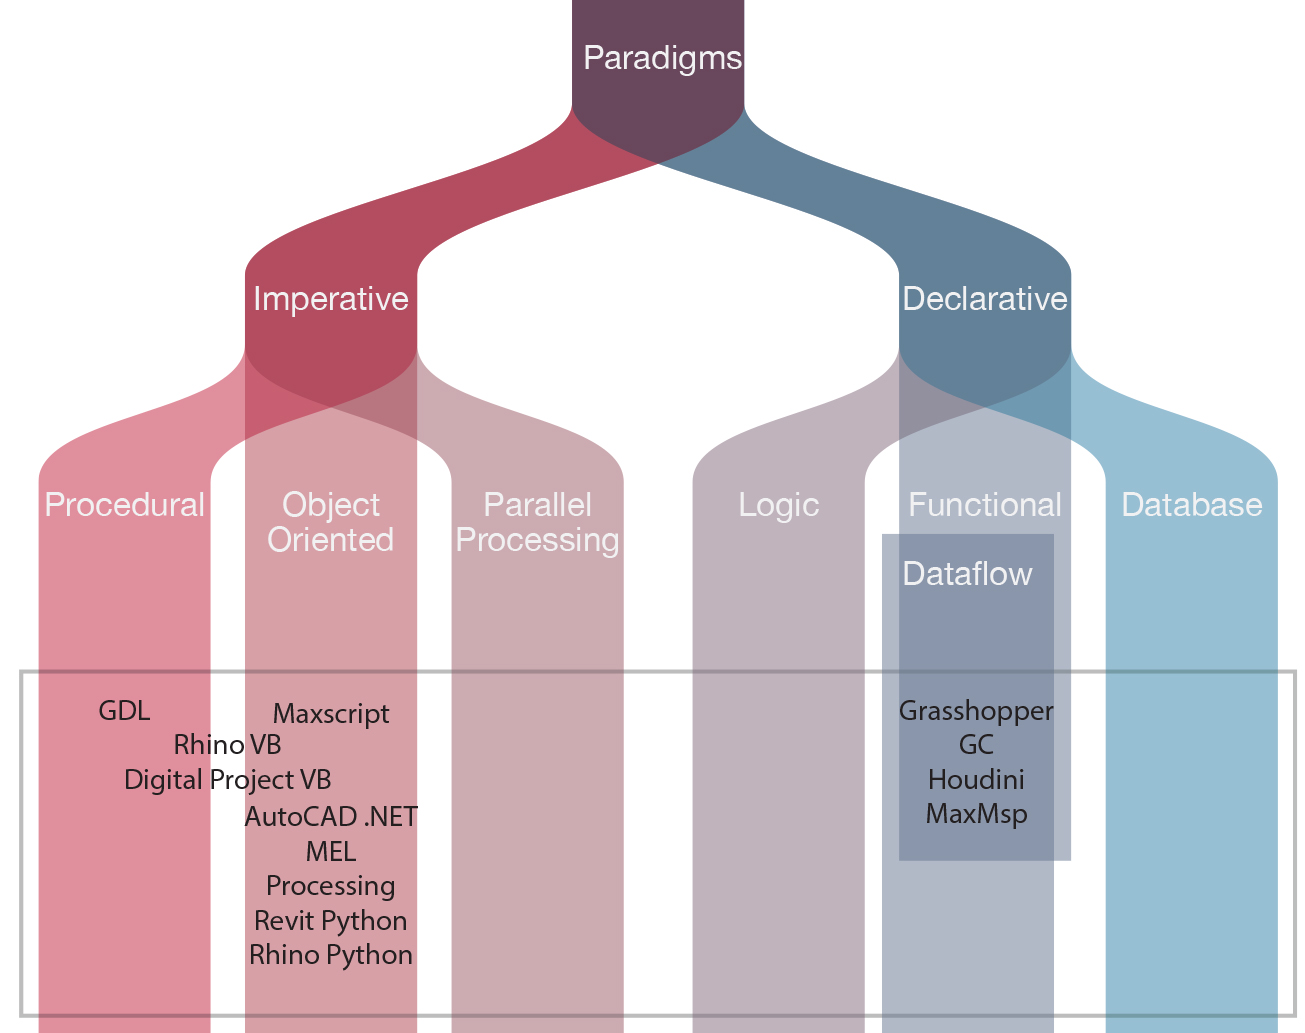 Paradigms
Imperative
Declarative
Procedural
Object
Oriented
Parallel
Processing
Logic
Functional
Database
Dataflow
GDL
Maxscript
Rhino VB
Digital Project VB
AutoCAD .NET
MEL
Processing
Revit Python
Rhino Python
Grasshopper
GC
Houdini
MaxMsp